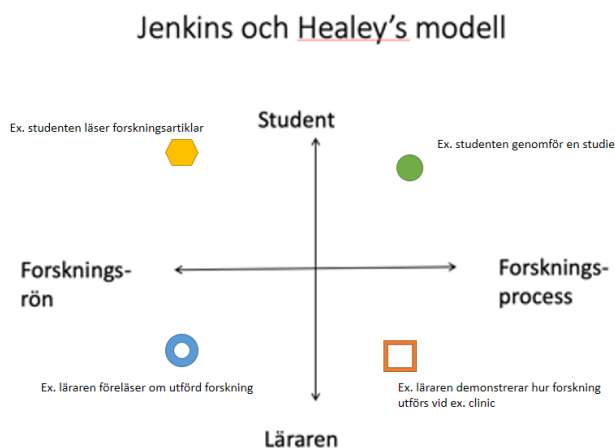 Jenkins och Healey's modell
Ex. studenten läser forskningsartiklar
Student
Ex. studenten genomför en studie
Forsknings-
rön
Forsknings-
process
Ex. läraren föreläser om utförd forskning
Ex. läraren demonstrerar hur forskning
utförs vid ex. clinic
Läraren